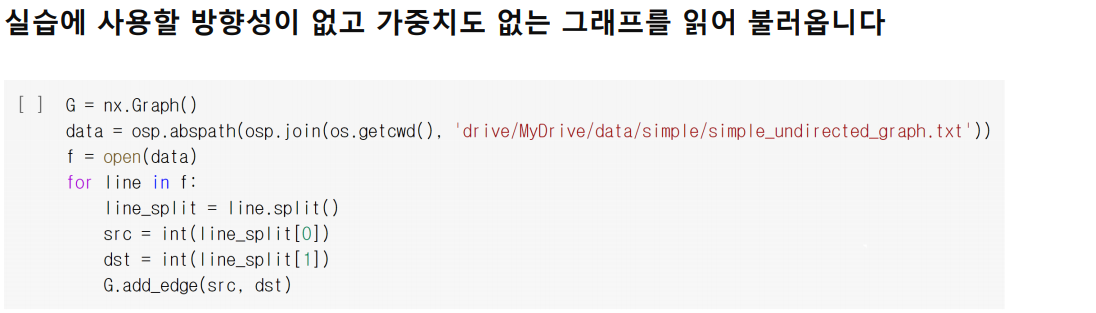 실습에 사용할 방향성이 없고 가중치도 없는 그래프를 읽어 불러옵니다
[ ] G = nx.Graph()
data = osp.abspath(osp.join(os.getcwd(), 'drive/MyDrive/data/simple/simple_undirected_graph.txt'))
f = open(data)
for line in f:
    line_split = line.split()
    src = int(line_split[0])
    dst = int(line_split[1])
    G.add_edge(src, dst)